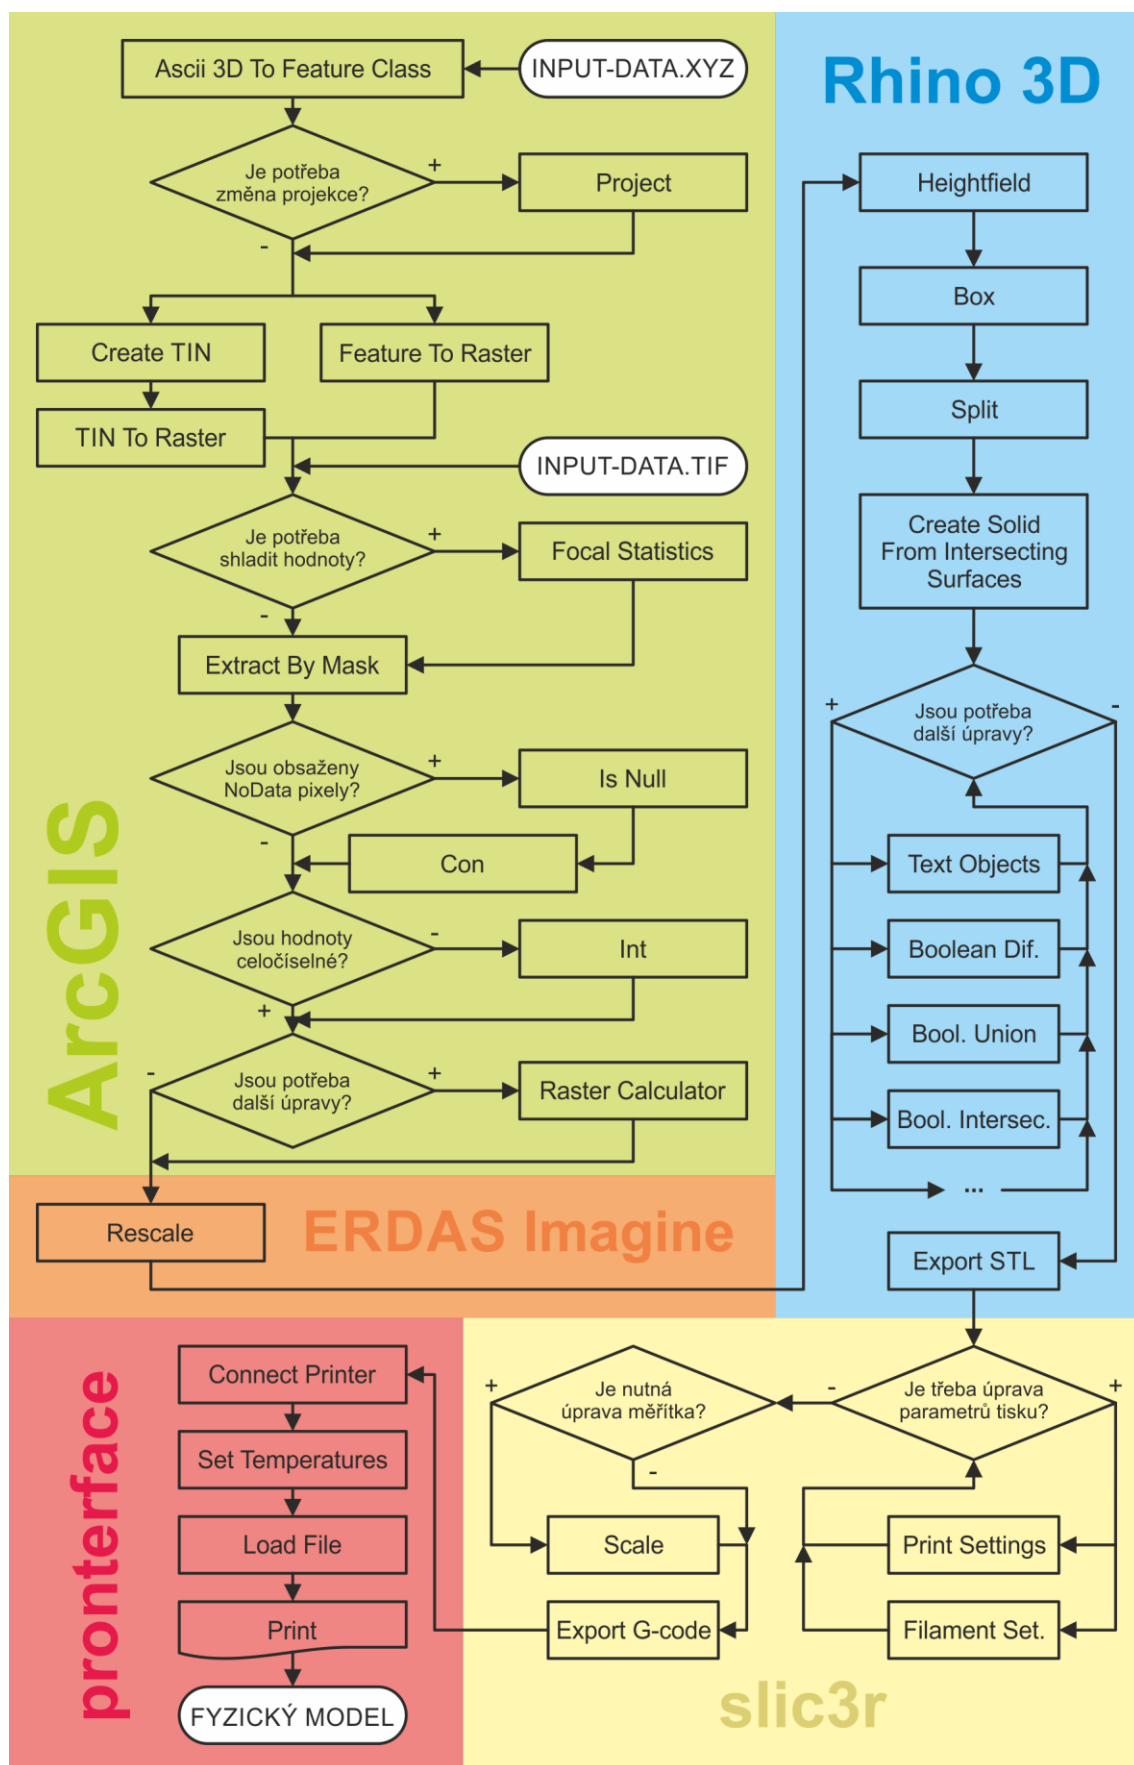 Ascii 3D To Feature Class
INPUT-DATA.XYZ
Je potřeba
změna projekce?
+
Project
-
Create TIN
Feature To Raster
TIN To Raster
INPUT-DATA.TIF
Je potřeba
shladit hodnoty?
+
Focal Statistics
-
Extract By Mask
Jsou obsaženy
NoData pixely?
+
Is Null
-
Con
Jsou hodnoty
celočíselné?
-
Int
+
Jsou potřeba
další úpravy?
-
+
Raster Calculator
ArcGIS
Rescale
ERDAS Imagine
Rhino 3D
Heightfield
Box
Split
Create Solid
From Intersecting
Surfaces
+
-
Jsou potřeba
další úpravy?
Text Objects
Boolean Dif.
Bool. Union
Bool. Intersec.
...
Export STL
Je třeba úprava
parametrů tisku?
-
+
Print Settings
Filament Set.
Je nutná
úprava měřítka?
+
-
Scale
Export G-code
slic3r
Connect Printer
Set Temperatures
Load File
Print
FYZICKÝ MODEL
pronterface